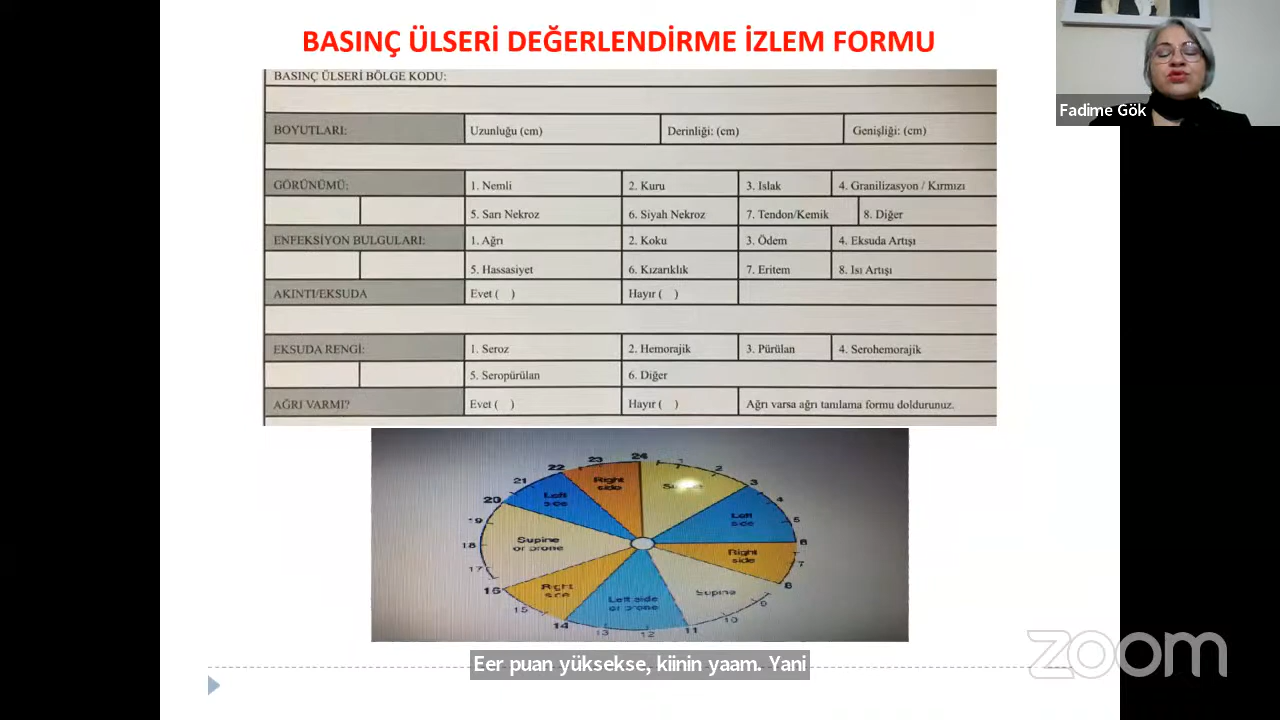 BASINÇ ÜLSERİ DEĞERLENDİRME İZLEM FORMU
Fadime Gök
BASINÇ ÜLSERİ BÖLGE KODU:
BOYUTLARI: Uzunluğu (cm) Derinliği: (cm) Genişliği: (cm)
GÖRÜNÜMÜ: 1. Nemli 2. Kuru 3. Islak 4. Granilizasyon / Kırmızı
5. Sarı Nekroz 6. Siyah Nekroz 7. Tendon/Kemik 8. Diğer
ENFEKSİYON BULGULARI: 1. Ağrı 2. Koku 3. Ödem 4. Eksuda Artışı
5. Hassasiyet 6. Kızarıklık 7. Eritem 8. Isı Artışı
AKINTI/EKSUDA Evet ( ) Hayır ( )
EKSUDA RENGİ: 1. Seroz 2. Hemorajik 3. Pürülan 4. Serohemorajik
5. Seropürülan 6. Diğer
AĞRI VARMI? Evet ( ) Hayır ( ) Ağrı varsa ağrı tanılama formu doldurunuz.
24 1 2 3 4 5 6 7 8 9 10 11 12 13 14 15 16 17 18 19 20 21 22 23
Left side
Right side
Supine
Left side or prone
Right side
Supine or prone
Left side
Right side
zoom
Eer puan yüksekse, kiinin yaam. Yani